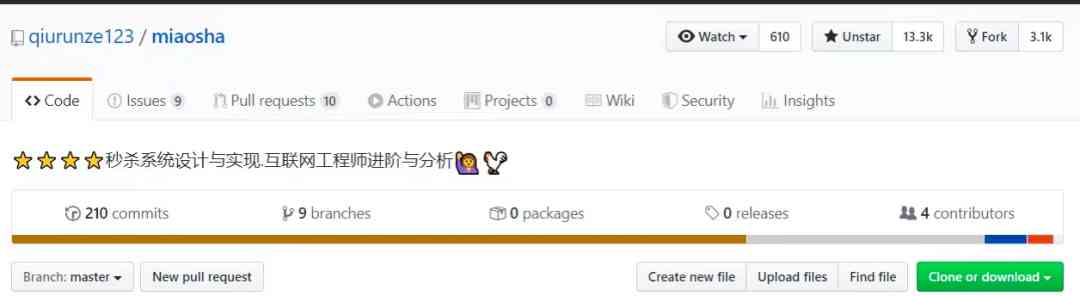 qiurunze123 / miaosha Watch 610 Unstar 13.3k Fork 3.1k
Code Issues 9 Pull requests 10 Actions Projects 0 Wiki Security Insights
⭐⭐⭐⭐秒杀系统设计与实现.互联网工程师进阶与分析🙋🐓
210 commits 9 branches 0 packages 0 releases 4 contributors
Branch: master New pull request Create new file Upload files Find file Clone or download